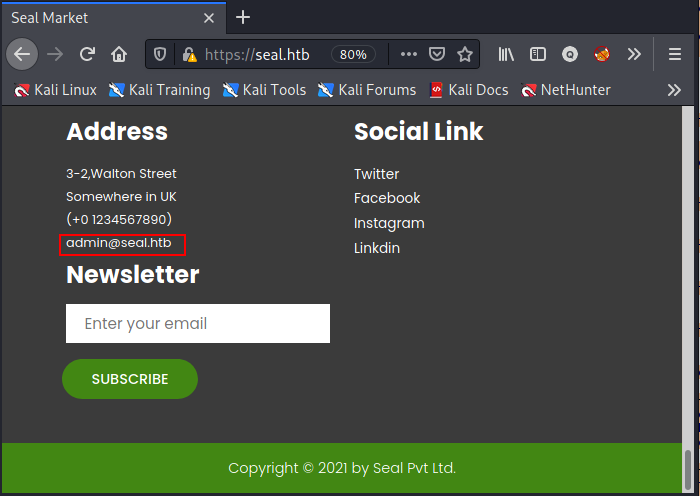 Seal Market
https://seal.htb
80%
Kali Linux
Kali Training
Kali Tools
Kali Forums
Kali Docs
NetHunter
Address
3-2,Walton Street
Somewhere in UK
(+0 1234567890)
admin@seal.htb
Social Link
Twitter
Facebook
Instagram
Linkdin
Newsletter
Enter your email
SUBSCRIBE
Copyright © 2021 by Seal Pvt Ltd.